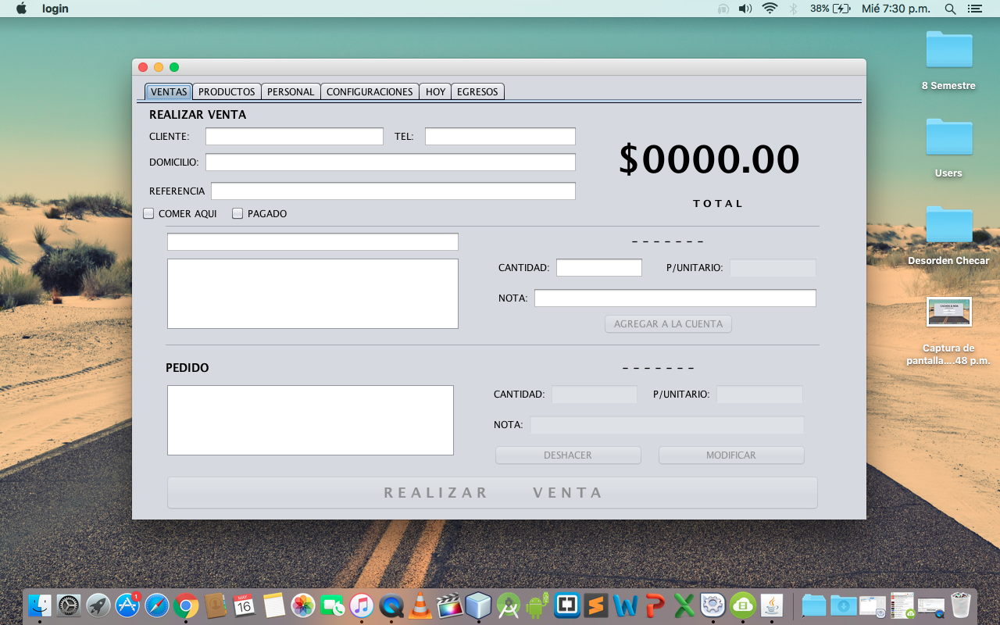 login
38%
Mié 7:30 p.m.
8 Semestre
Users
Desorden Checar
Captura de
pantalla....48 p.m.
VENTAS
PRODUCTOS
PERSONAL
CONFIGURACIONES
HOY
EGRESOS
REALIZAR VENTA
CLIENTE:
TEL:
DOMICILIO:
REFERENCIA
COMER AQUI
PAGADO
$0000.00
TOTAL
- - - - - - -
CANTIDAD:
P/UNITARIO:
NOTA:
AGREGAR A LA CUENTA
PEDIDO
- - - - - - -
CANTIDAD:
P/UNITARIO:
NOTA:
DESHACER
MODIFICAR
REALIZAR VENTA
1
MAY
16